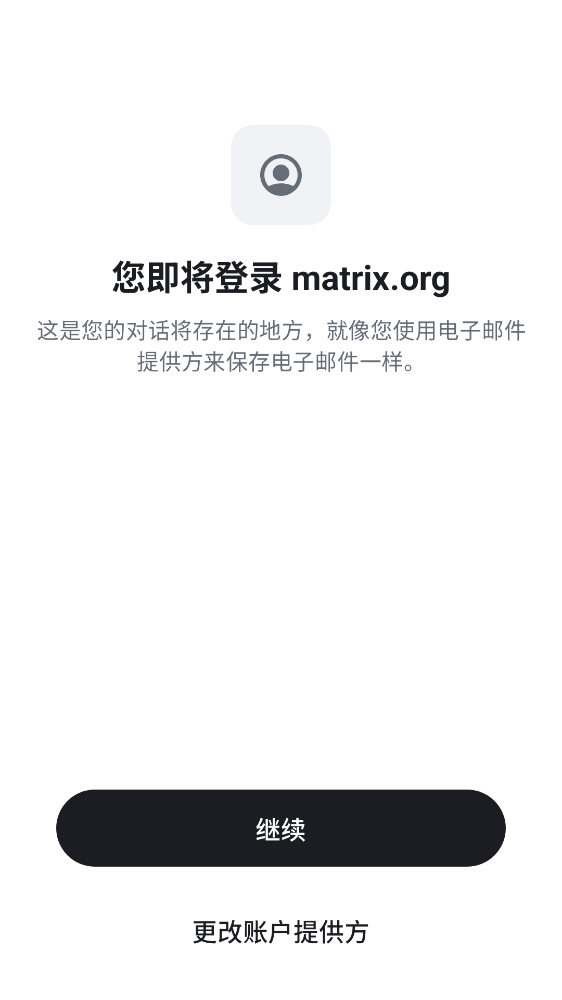 您即将登录 matrix.org
这是您的对话将存在的地方，就像您使用电子邮件
提供方来保存电子邮件一样。
继续
更改账户提供方